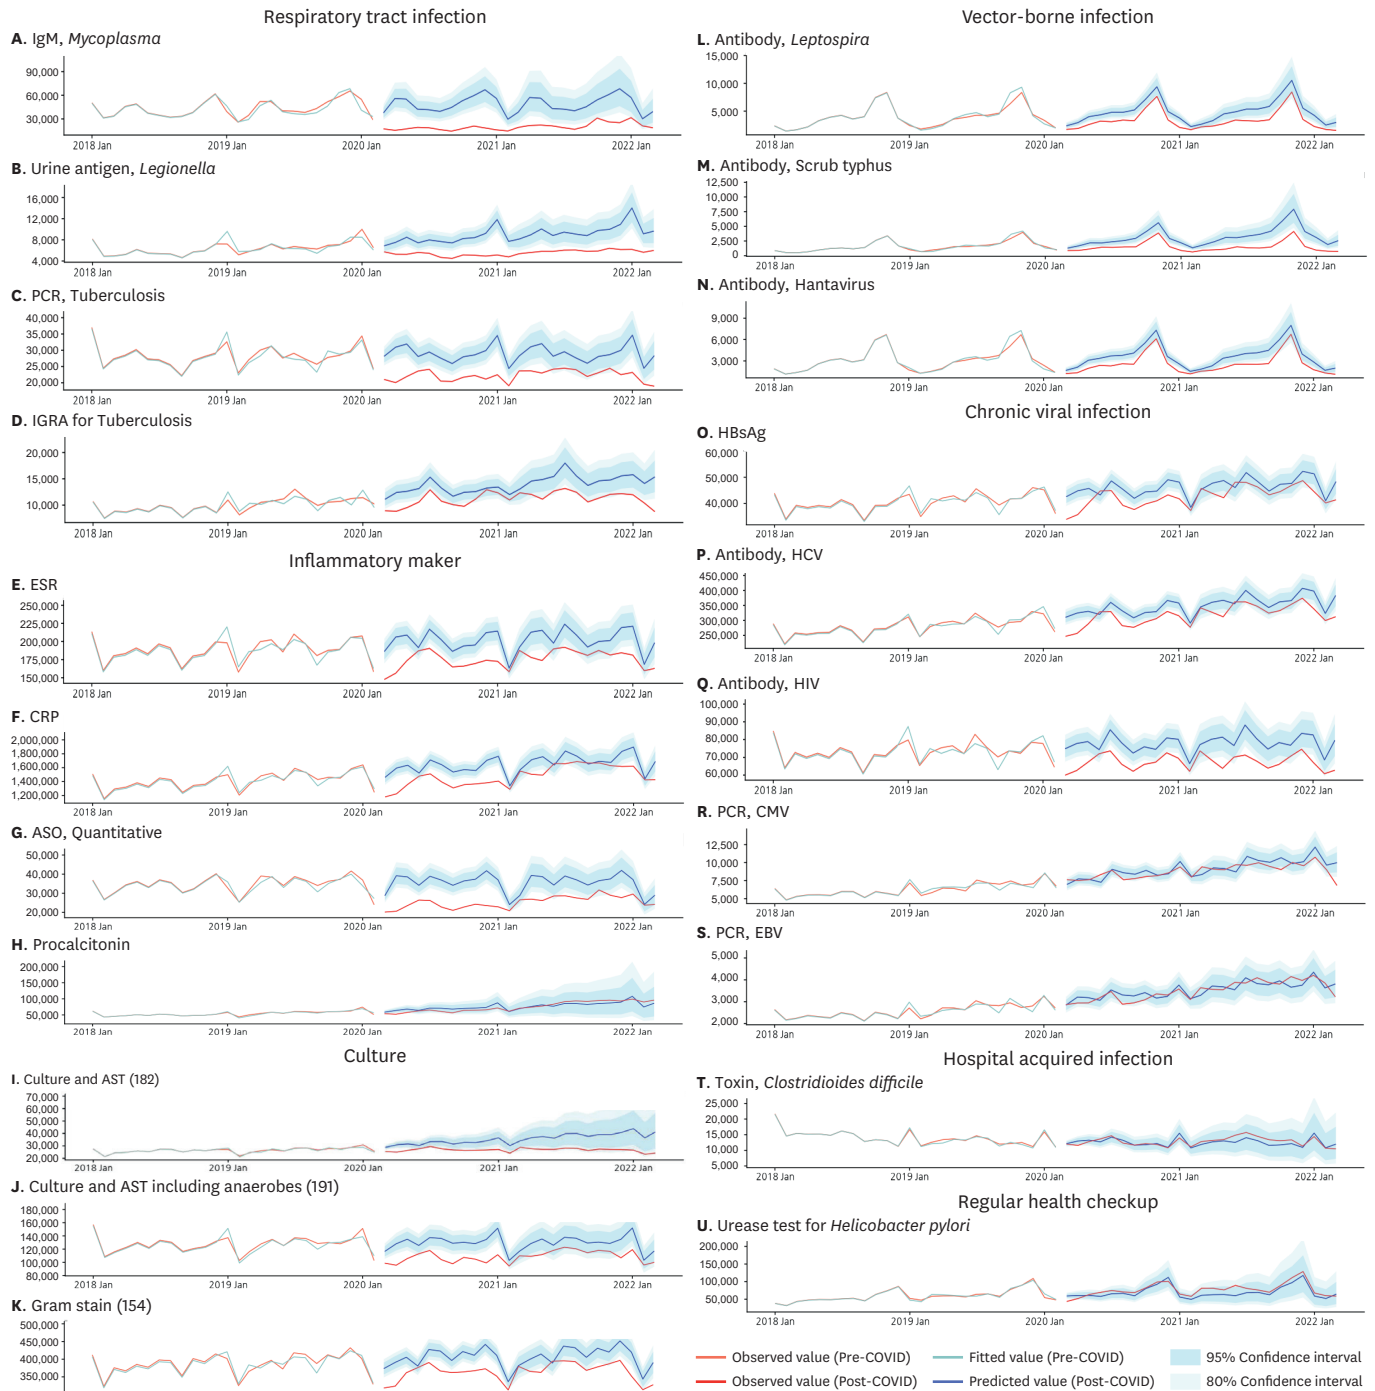 Respiratory tract infection
A. IgM, Mycoplasma
90,000
60,000
30,000
2018 Jan 2019 Jan 2020 Jan 2021 Jan 2022 Jan
B. Urine antigen, Legionella
16,000
12,000
8,000
4,000
2018 Jan 2019 Jan 2020 Jan 2021 Jan 2022 Jan
C. PCR, Tuberculosis
40,000
35,000
30,000
25,000
20,000
2018 Jan 2019 Jan 2020 Jan 2021 Jan 2022 Jan
D. IGRA for Tuberculosis
20,000
15,000
10,000
2018 Jan 2019 Jan 2020 Jan 2021 Jan 2022 Jan
Inflammatory maker
E. ESR
250,000
225,000
200,000
175,000
150,000
2018 Jan 2019 Jan 2020 Jan 2021 Jan 2022 Jan
F. CRP
2,000,000
1,800,000
1,600,000
1,400,000
1,200,000
2018 Jan 2019 Jan 2020 Jan 2021 Jan 2022 Jan
G. ASO, Quantitative
50,000
40,000
30,000
20,000
2018 Jan 2019 Jan 2020 Jan 2021 Jan 2022 Jan
H. Procalcitonin
200,000
150,000
100,000
50,000
2018 Jan 2019 Jan 2020 Jan 2021 Jan 2022 Jan
Culture
I. Culture and AST (182)
70,000
60,000
50,000
40,000
30,000
20,000
2018 Jan 2019 Jan 2020 Jan 2021 Jan 2022 Jan
J. Culture and AST including anaerobes (191)
180,000
160,000
140,000
120,000
100,000
80,000
2018 Jan 2019 Jan 2020 Jan 2021 Jan 2022 Jan
K. Gram stain (154)
500,000
450,000
400,000
350,000
Vector-borne infection
L. Antibody, Leptospira
15,000
10,000
5,000
2018 Jan 2019 Jan 2020 Jan 2021 Jan 2022 Jan
M. Antibody, Scrub typhus
12,500
10,000
5,000
2,500
0
2018 Jan 2019 Jan 2020 Jan 2021 Jan 2022 Jan
N. Antibody, Hantavirus
9,000
6,000
3,000
2018 Jan 2019 Jan 2020 Jan 2021 Jan 2022 Jan
Chronic viral infection
O. HBsAg
60,000
50,000
40,000
2018 Jan 2019 Jan 2020 Jan 2021 Jan 2022 Jan
P. Antibody, HCV
450,000
400,000
350,000
300,000
250,000
2018 Jan 2019 Jan 2020 Jan 2021 Jan 2022 Jan
Q. Antibody, HIV
100,000
90,000
80,000
70,000
60,000
2018 Jan 2019 Jan 2020 Jan 2021 Jan 2022 Jan
R. PCR, CMV
12,500
10,000
7,500
5,000
2018 Jan 2019 Jan 2020 Jan 2021 Jan 2022 Jan
S. PCR, EBV
5,000
4,000
3,000
2,000
2018 Jan 2019 Jan 2020 Jan 2021 Jan 2022 Jan
Hospital acquired infection
T. Toxin, Clostridioides difficile
25,000
20,000
15,000
10,000
5,000
2018 Jan 2019 Jan 2020 Jan 2021 Jan 2022 Jan
Regular health checkup
U. Urease test for Helicobacter pylori
200,000
150,000
100,000
50,000
2018 Jan 2019 Jan 2020 Jan 2021 Jan 2022 Jan
Observed value (Pre-COVID) Fitted value (Pre-COVID) 95% Confidence interval
Observed value (Post-COVID) Predicted value (Post-COVID) 80% Confidence interval